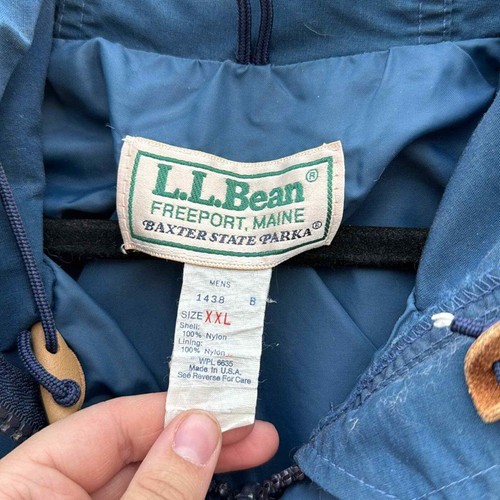 L.L.Bean®
FREEPORT, MAINE
BAXTER STATE PARKA®
MENS
1438 B
SIZE XXL
Shell:
100% Nylon
Lining:
100% Nylon
WPL 6635
Made in U.S.A.
See Reverse For Care